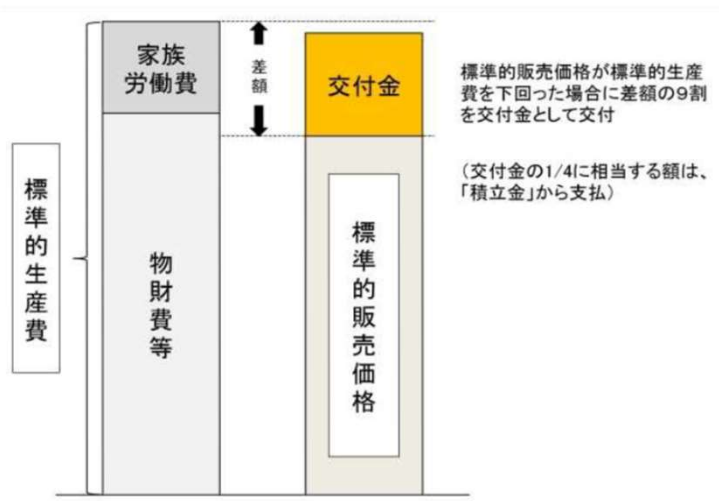 家族
労働費
差額
交付金
標準的販売価格が標準的生産
費を下回った場合に差額の9割
を交付金として交付
(交付金の1/4に相当する額は、
「積立金」から支払)
標準的生産費
物財費等
標準的販売価格